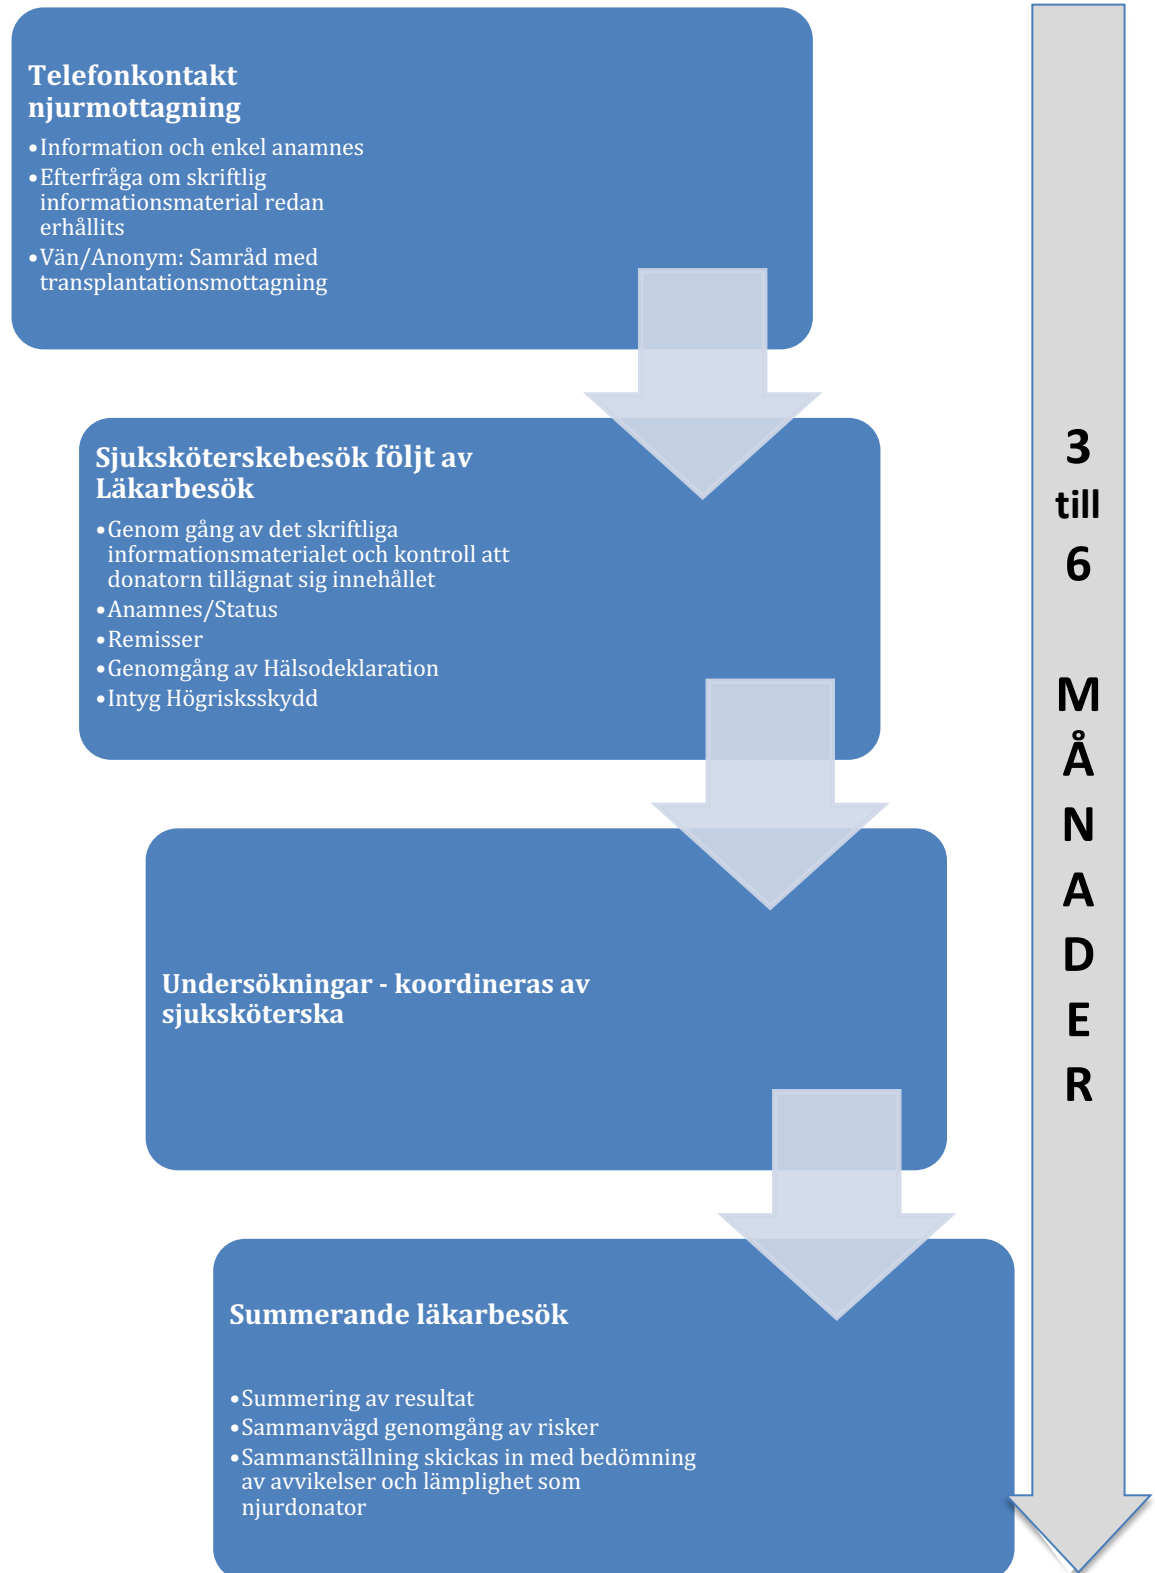 Telefonkontakt
njurmottagning
•Information och enkel anamnes
•Efterfråga om skriftlig
informationsmaterial redan
erhållits
•Vän/Anonym: Samråd med
transplantationsmottagning
Sjuksköterskebesök följt av
Läkarbesök
•Genom gång av det skriftliga
informationsmaterialet och kontroll att
donatorn tillägnat sig innehållet
•Anamnes/Status
•Remisser
•Genomgång av Hälsodeklaration
•Intyg Högrisksskydd
Undersökningar - koordineras av
sjuksköterska
Summerande läkarbesök
•Summering av resultat
•Sammanvägd genomgång av risker
•Sammanställning skickas in med bedömning
av avvikelser och lämplighet som
njurdonator
3
till
6
M
Å
N
A
D
E
R